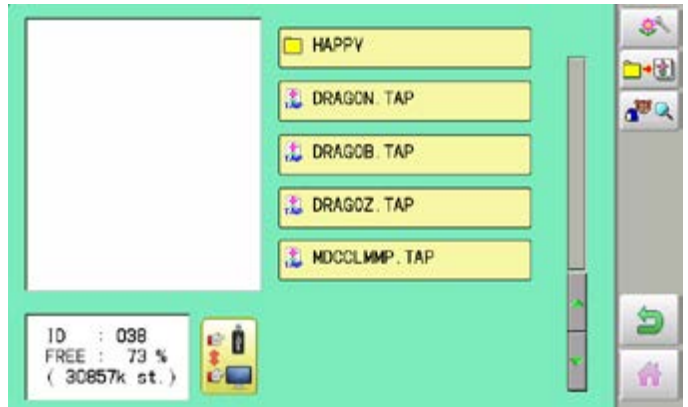 HAPPY
DRAGON.TAP
DRAGOB.TAP
DRAGOZ.TAP
MDCCLMMP.TAP
ID : 038
FREE : 73 %
( 30857k st.)